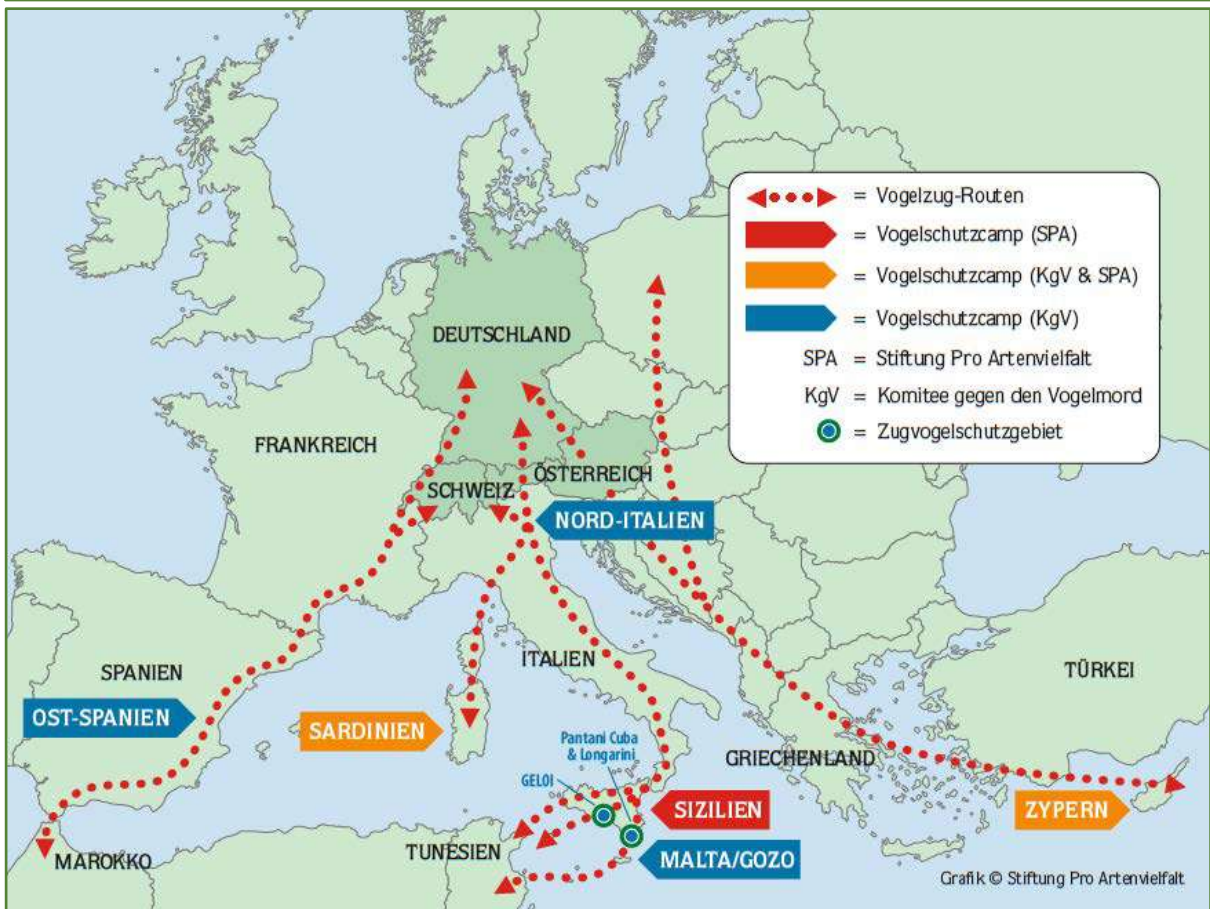 = Vogelzug-Routen
= Vogelschutzcamp (SPA)
= Vogelschutzcamp (KgV & SPA)
= Vogelschutzcamp (KgV)
SPA = Stiftung Pro Artenvielfalt
KgV = Komitee gegen den Vogelmord
= Zugvogelschutzgebiet
DEUTSCHLAND
FRANKREICH
ÖSTERREICH
SCHWEIZ
NORD-ITALIEN
ITALIEN
SPANIEN
TÜRKEI
OST-SPANIEN
SARDINIEN
Pantani Cuba
& Longarini
GRIECHENLAND
GELOI
SIZILIEN
ZYPERN
TUNESIEN
MAROKKO
MALTA/GOZO
Grafik © Stiftung Pro Artenvielfalt